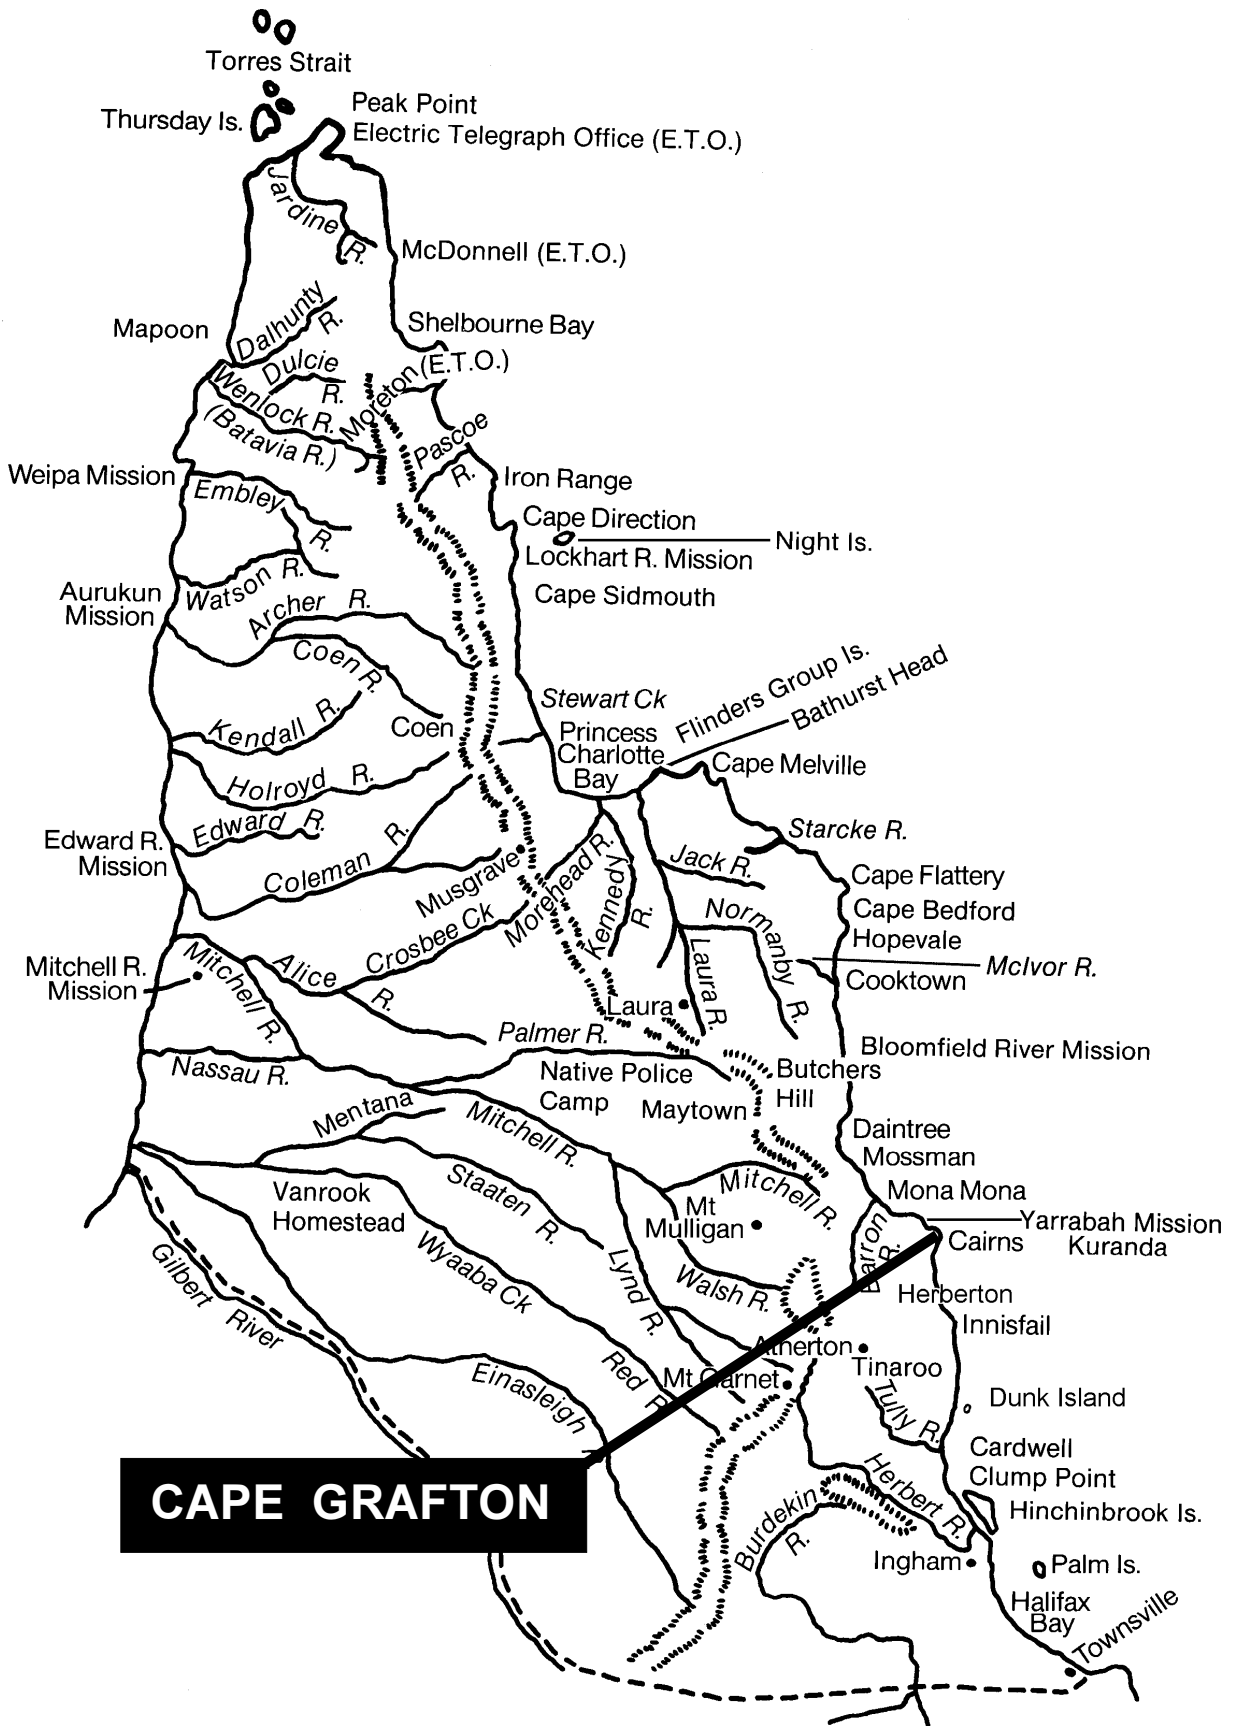 Torres Strait
Thursday Is.
Peak Point
Electric Telegraph Office (E.T.O.)
Jardine R.
McDonnell (E.T.O.)
Dalhunty R.
Mapoon
Shelbourne Bay
Dulcie R.
Moreton (E.T.O.)
Wenlock R.
(Batavia R.)
Pascoe R.
Weipa Mission
Embley R.
Iron Range
Cape Direction
Night Is.
Lockhart R. Mission
Watson R.
Aurukun
Mission
Cape Sidmouth
Archer R.
Coen R.
Flinders Group Is.
Bathurst Head
Stewart Ck
Kendall R.
Coen
Princess
Charlotte
Bay
Cape Melville
Holroyd R.
Edward R.
Starcke R.
Edward R.
Mission
Coleman R.
Musgrave
Morehead R.
Kennedy R.
Jack R.
Cape Flattery
Cape Bedford
Hopevale
Normanby R.
Crosbee Ck
Mitchell R.
Mission
Mitchell R.
Alice R.
Laura R.
McIvor R.
Cooktown
Laura
Palmer R.
Bloomfield River Mission
Nassau R.
Native Police
Camp
Maytown
Butchers
Hill
Mentana
Mitchell R.
Daintree
Mossman
Staaten R.
Mitchell R.
Mona Mona
Vanrook
Homestead
Mt
Mulligan
Yarrabah Mission
Kuranda
Cairns
Barron R.
Wyaaba Ck
Gilbert River
Lynd R.
Walsh R.
Herberton
Innisfail
Atherton
Tinaroo
Red R.
Mt Garnet
Einasleigh R.
Tully R.
Dunk Island
Cardwell
Clump Point
Hinchinbrook Is.
Herbert R.
CAPE GRAFTON
Burdekin R.
Ingham
Palm Is.
Halifax
Bay
Townsville